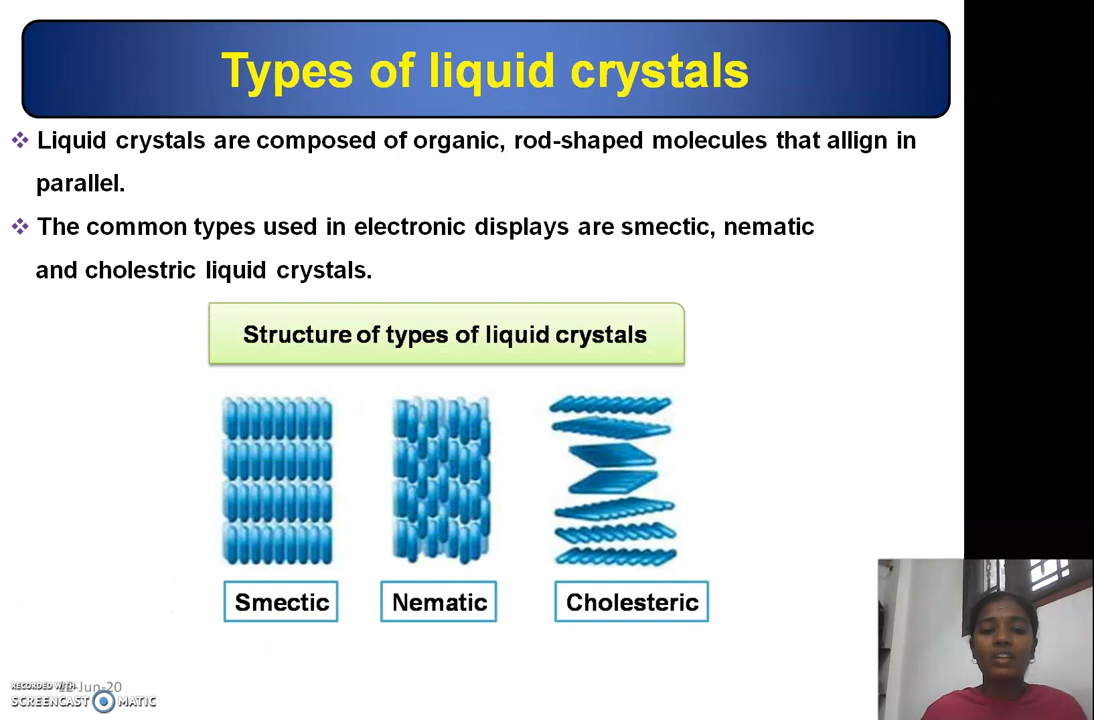 Types of liquid crystals
Liquid crystals are composed of organic, rod-shaped molecules that allign in
parallel.
The common types used in electronic displays are smectic, nematic
and cholestric liquid crystals.
Structure of types of liquid crystals
Smectic Nematic Cholesteric
RECORDED WITH
-Jun-20
SCREENCAST MATIC